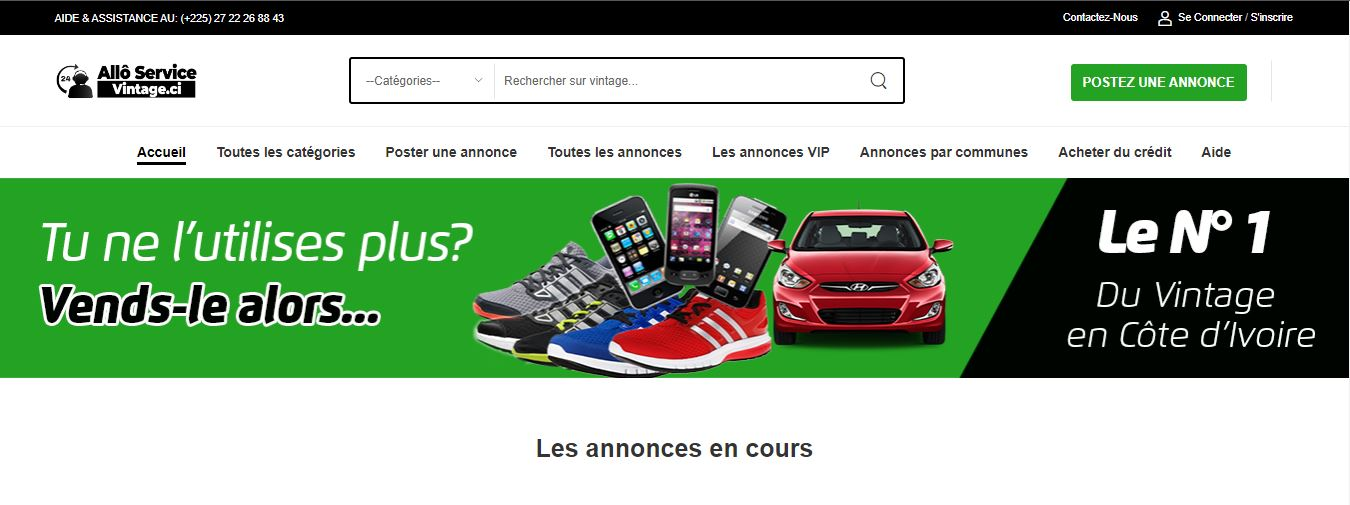 AIDE & ASSISTANCE AU: (+225) 27 22 26 88 43
Contactez-Nous
Se Connecter / S'inscrire
24
Allô Service
Vintage.ci
--Catégories--
Rechercher sur vintage...
POSTEZ UNE ANNONCE
Accueil
Toutes les catégories
Poster une annonce
Toutes les annonces
Les annonces VIP
Annonces par communes
Acheter du crédit
Aide
Tu ne l'utilises plus?
Vends-le alors...
LG
SAMSUNG
Le N° 1
Du Vintage
en Côte d'Ivoire
Les annonces en cours